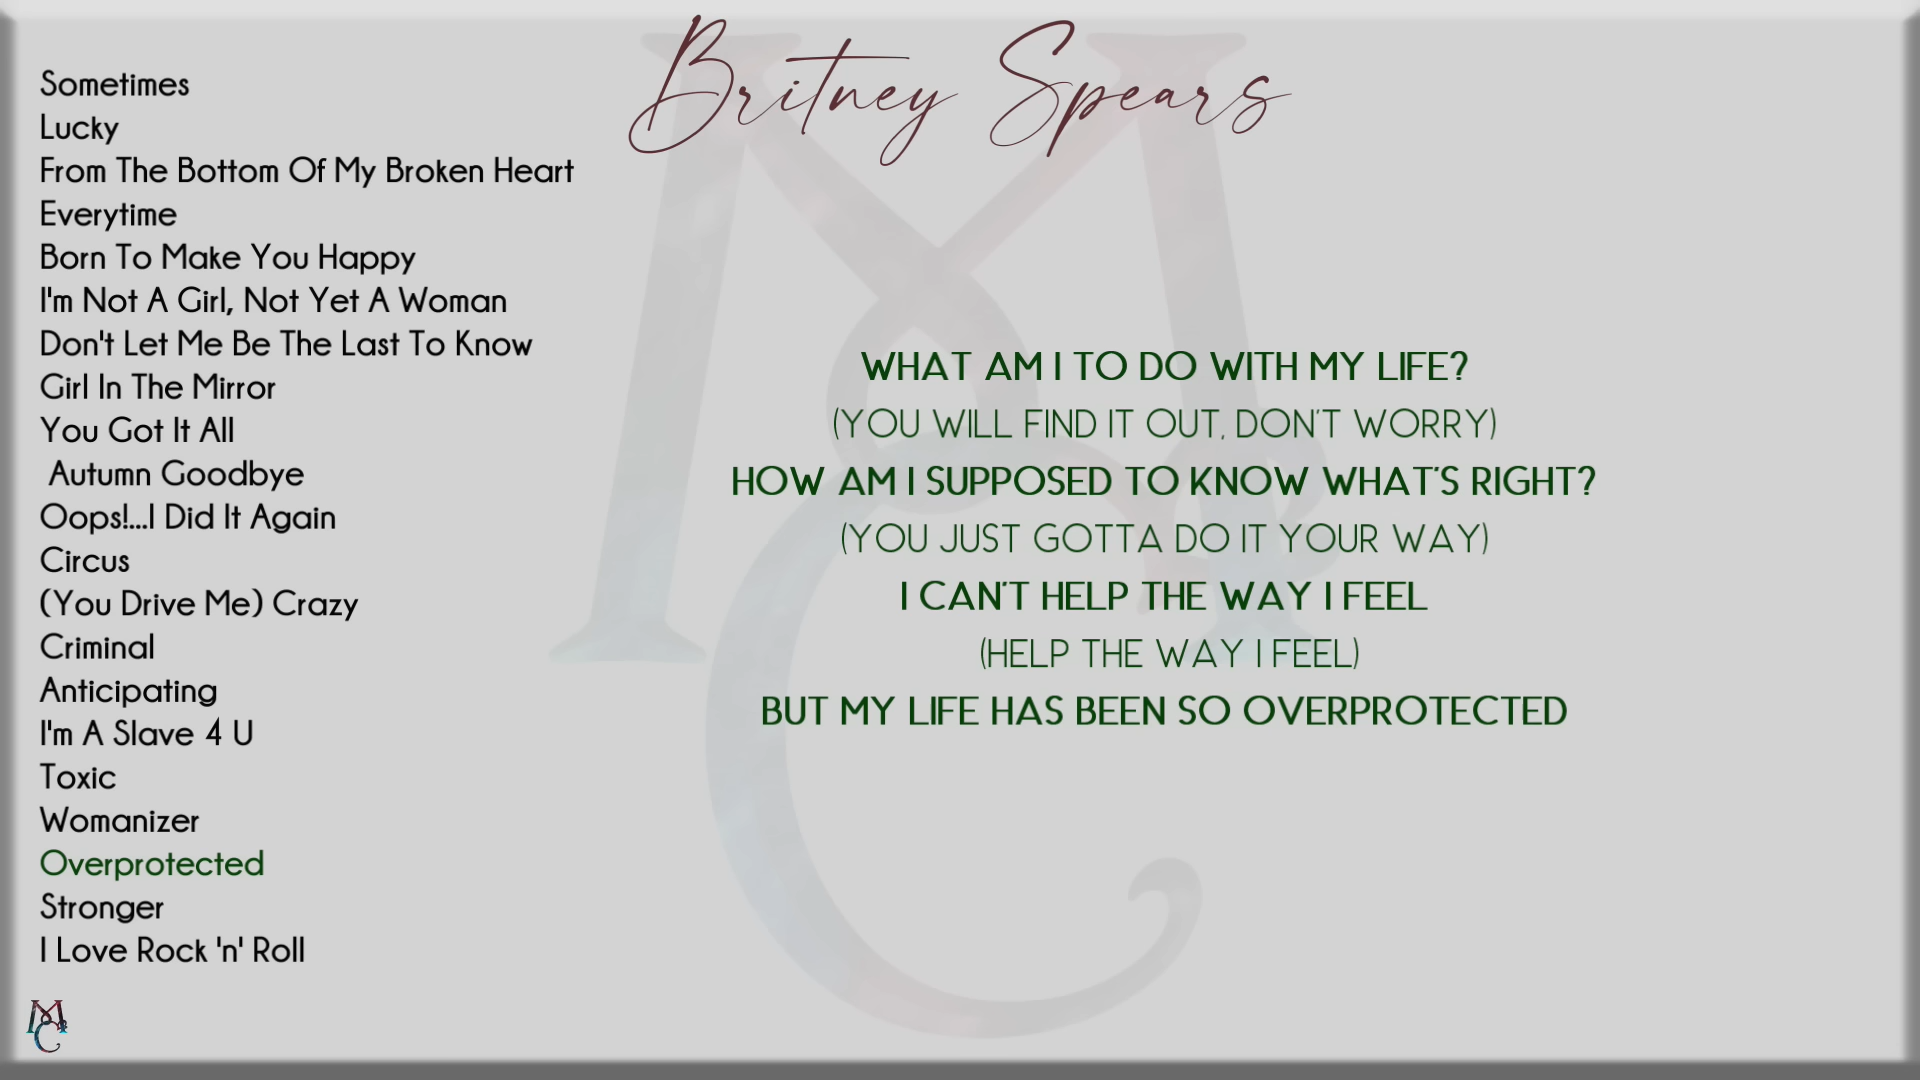 Britney Spears
Sometimes
Lucky
From The Bottom Of My Broken Heart
Everytime
Born To Make You Happy
I'm Not A Girl, Not Yet A Woman
Don't Let Me Be The Last To Know
Girl In The Mirror
You Got It All
Autumn Goodbye
Oops!...I Did It Again
Circus
(You Drive Me) Crazy
Criminal
Anticipating
I'm A Slave 4 U
Toxic
Womanizer
Overprotected
Stronger
I Love Rock 'n' Roll
WHAT AM I TO DO WITH MY LIFE?
(YOU WILL FIND IT OUT, DON'T WORRY)
HOW AM I SUPPOSED TO KNOW WHAT'S RIGHT?
(YOU JUST GOTTA DO IT YOUR WAY)
I CAN'T HELP THE WAY I FEEL
(HELP THE WAY I FEEL)
BUT MY LIFE HAS BEEN SO OVERPROTECTED
MC